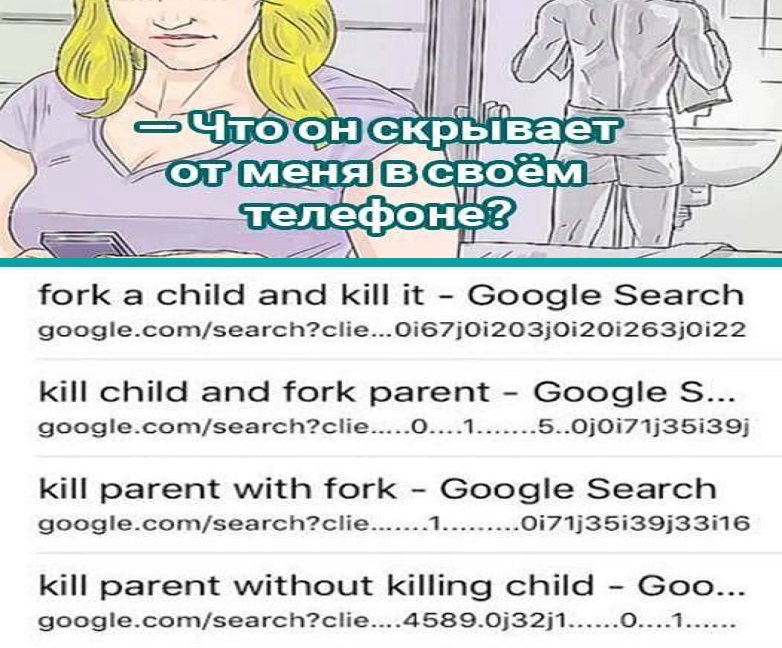 — Что он скрывает
от меня в своём
телефоне?
fork a child and kill it - Google Search
google.com/search?clie...0i67j0i203j0i20i263j0i22
kill child and fork parent - Google S...
google.com/search?clie.....0....1.......5..0j0i71j35i39j
kill parent with fork - Google Search
google.com/search?clie.......1.........0i71j35i39j33i16
kill parent without killing child - Goo...
google.com/search?clie....4589.0j32j1......0....1......